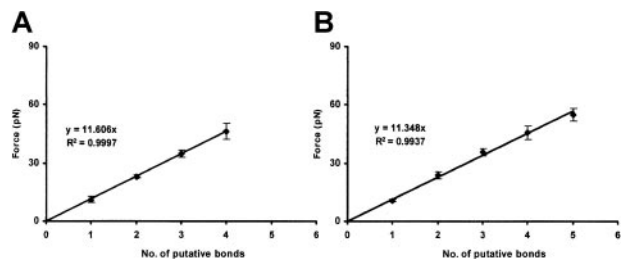 A
90
60
30
0
Force (pN)
y = 11.606x
R² = 0.9997
0 1 2 3 4 5 6
No. of putative bonds
B
90
60
30
0
Force (pN)
y = 11.348x
R² = 0.9937
0 1 2 3 4 5 6
No. of putative bonds